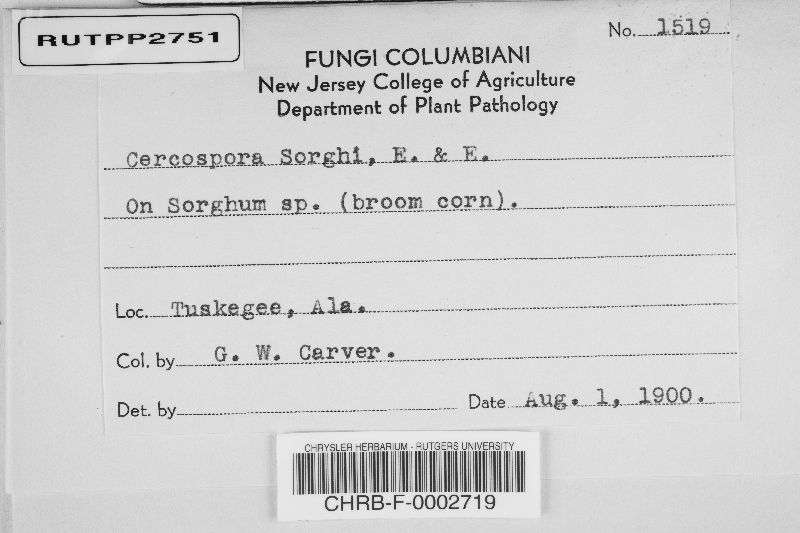 RUTPP2751
No. 1519
FUNGI COLUMBIANI
New Jersey College of Agriculture
Department of Plant Pathology
Cercospora Sorghi, E. & E.
On Sorghum sp. (broom corn).
Loc. Tuskegee, Ala.
Col. by G. W. Carver.
Det. by
Date Aug. 1, 1900.
CHRYSLER HERBARIUM - RUTGERS UNIVERSITY
CHRB-F-0002719